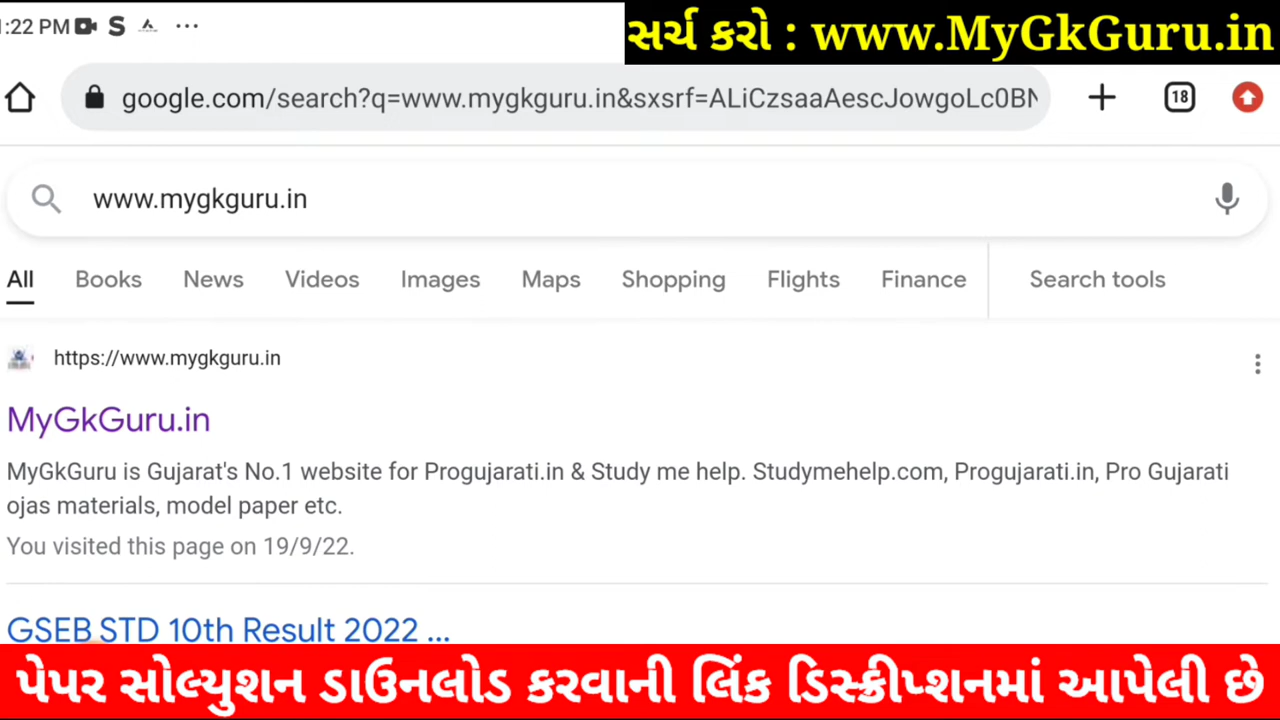 1:22 PM
સર્ચ કરો : www.MyGkGuru.in
google.com/search?q=www.mygkguru.in&sxsrf=ALiCzsaaAescJowgoLc0BN
18
www.mygkguru.in
All Books News Videos Images Maps Shopping Flights Finance Search tools
https://www.mygkguru.in
MyGkGuru.in
MyGkGuru is Gujarat's No.1 website for Progujarati.in & Study me help. Studymehelp.com, Progujarati.in, Pro Gujarati
ojas materials, model paper etc.
You visited this page on 19/9/22.
GSEB STD 10th Result 2022 ...
પેપર સોલ્યુશન ડાઉનલોડ કરવાની લિંક ડિસ્ક્રીપ્શનમાં આપેલી છે